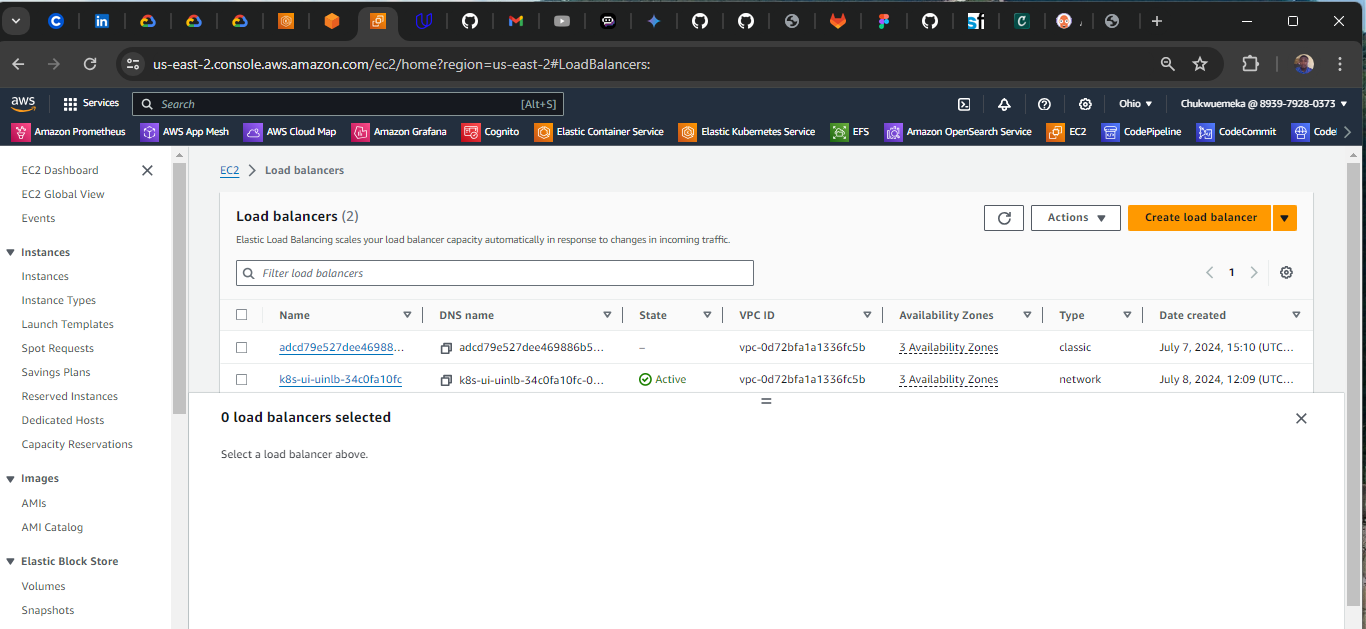 us-east-2.console.aws.amazon.com/ec2/home?region=us-east-2#LoadBalancers:
aws Services Search [Alt+S] Ohio Chukwuemeka @ 8939-7928-0373
Amazon Prometheus AWS App Mesh AWS Cloud Map Amazon Grafana Cognito Elastic Container Service Elastic Kubernetes Service EFS Amazon OpenSearch Service EC2 CodePipeline CodeCommit Code
EC2 Dashboard
EC2 Global View
Events
Instances
Instances
Instance Types
Launch Templates
Spot Requests
Savings Plans
Reserved Instances
Dedicated Hosts
Capacity Reservations
Images
AMIs
AMI Catalog
Elastic Block Store
Volumes
Snapshots
EC2 Load balancers
Load balancers (2) Actions Create load balancer
Elastic Load Balancing scales your load balancer capacity automatically in response to changes in incoming traffic.
Filter load balancers 1
Name DNS name State VPC ID Availability Zones Type Date created
adcd79e527dee46988... adcd79e527dee469886b5... – vpc-0d72bfa1a1336fc5b 3 Availability Zones classic July 7, 2024, 15:10 (UTC...
k8s-ui-uinlb-34c0fa10fc k8s-ui-uinlb-34c0fa10fc-0... Active vpc-0d72bfa1a1336fc5b 3 Availability Zones network July 8, 2024, 12:09 (UTC...
0 load balancers selected
Select a load balancer above.